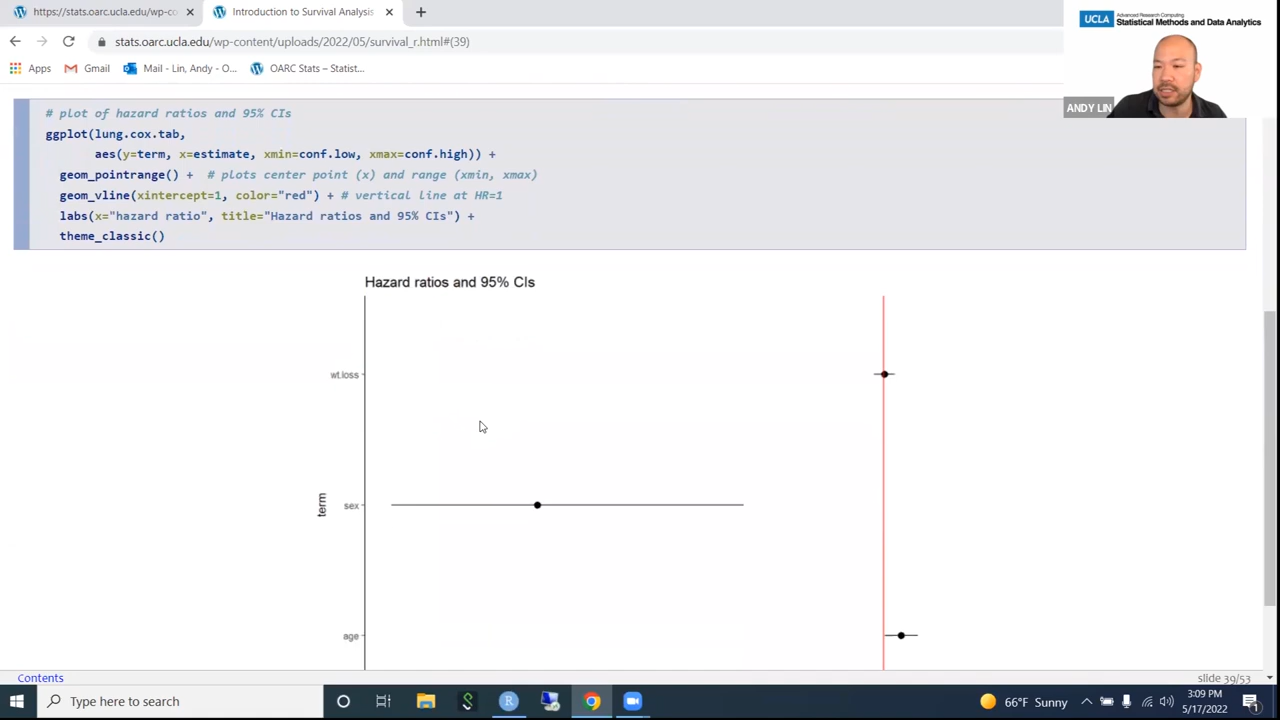 https://stats.oarc.ucla.edu/wp-co
Introduction to Survival Analysis
UCLA
Advanced Research Computing
Statistical Methods and Data Analytics
stats.oarc.ucla.edu/wp-content/uploads/2022/05/survival_r.html#(39)
Apps
Gmail
Mail - Lin, Andy - O...
OARC Stats – Statist...
ANDY LIN
# plot of hazard ratios and 95% CIs
ggplot(lung.cox.tab,
aes(y=term, x=estimate, xmin=conf.low, xmax=conf.high)) +
geom_pointrange() + # plots center point (x) and range (xmin, xmax)
geom_vline(xintercept=1, color="red") + # vertical line at HR=1
labs(x="hazard ratio", title="Hazard ratios and 95% CIs") +
theme_classic()
Hazard ratios and 95% CIs
wt.loss
term
sex
age
Contents
slide 39/53
Type here to search
66°F Sunny
3:09 PM
5/17/2022